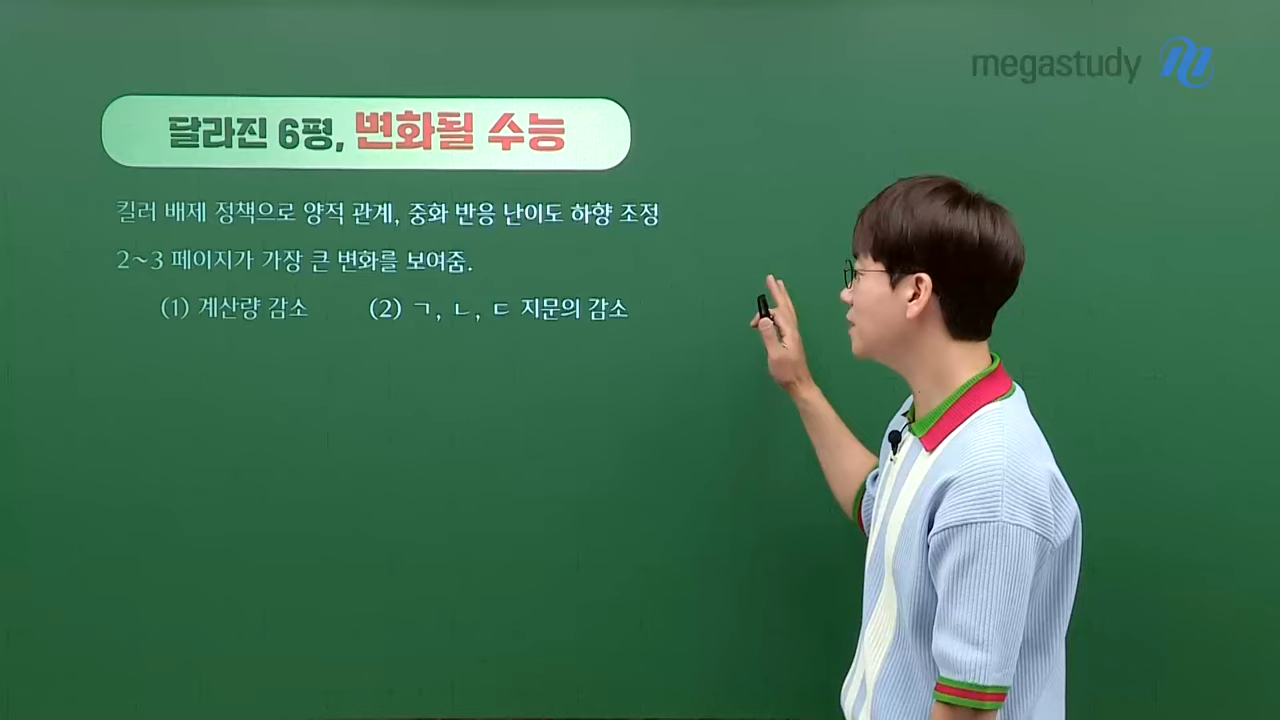 megastudy
달라진 6평, 변화될 수능
킬러 배제 정책으로 양적 관계, 중화 반응 난이도 하향 조정
2~3 페이지가 가장 큰 변화를 보여줌.
(1) 계산량 감소 (2) ㄱ, ㄴ, ㄷ 지문의 감소